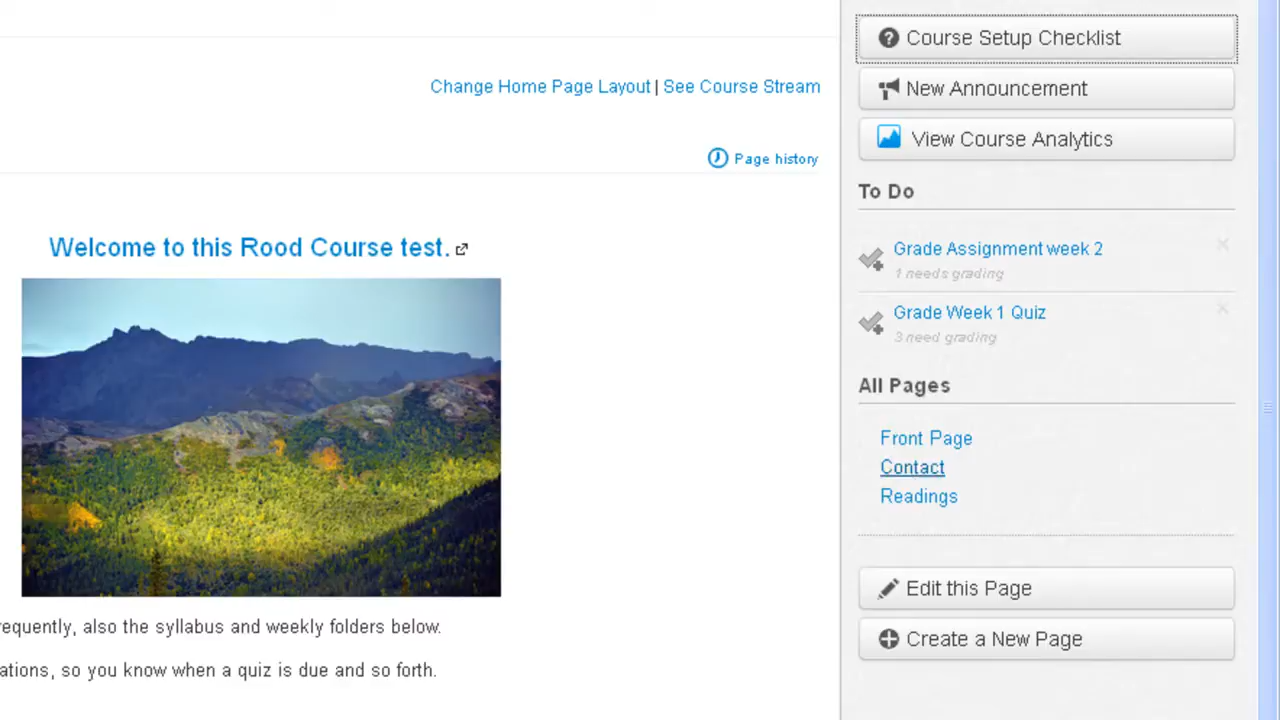 Change Home Page Layout | See Course Stream
Page history
Welcome to this Rood Course test.
requently, also the syllabus and weekly folders below.
ations, so you know when a quiz is due and so forth.
Course Setup Checklist
New Announcement
View Course Analytics
To Do
Grade Assignment week 2
1 needs grading
Grade Week 1 Quiz
3 need grading
All Pages
Front Page
Contact
Readings
Edit this Page
Create a New Page